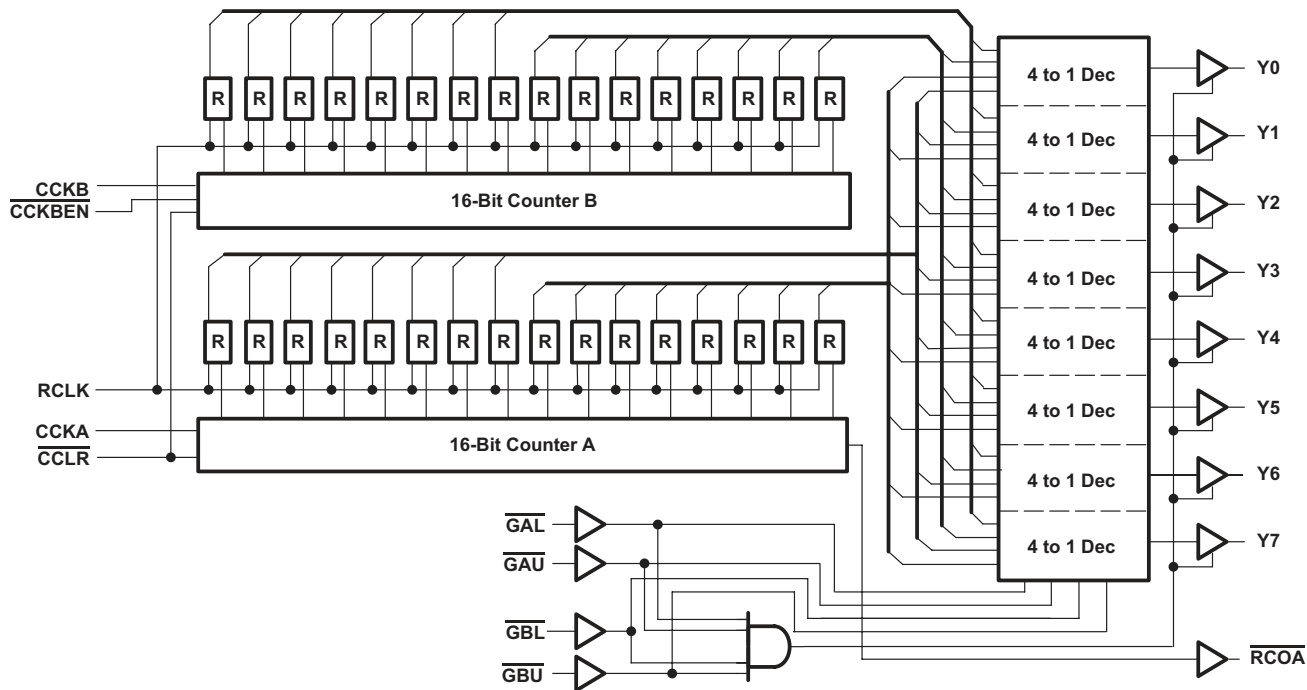 R R R R R R R R R R R R R R R R
CCKB
CCKBEN
16-Bit Counter B
R R R R R R R R R R R R R R R R
RCLK
CCKA
CCLR
16-Bit Counter A
GAL
GAU
GBL
GBU
4 to 1 Dec
4 to 1 Dec
4 to 1 Dec
4 to 1 Dec
4 to 1 Dec
4 to 1 Dec
4 to 1 Dec
4 to 1 Dec
Y0
Y1
Y2
Y3
Y4
Y5
Y6
Y7
RCOA